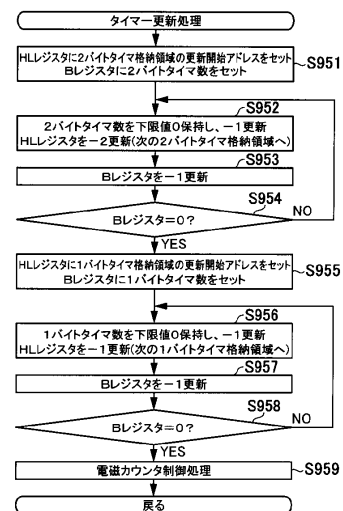 タイマー更新処理
HLレジスタに2バイトタイマ格納領域の更新開始アドレスをセット
Bレジスタに2バイトタイマ数をセット
S951
S952
2バイトタイマ数を下限値0保持し、－1更新
HLレジスタを－2更新(次の2バイトタイマ格納領域へ)
S953
Bレジスタを－1更新
S954
Bレジスタ=0?
NO
YES
HLレジスタに1バイトタイマ格納領域の更新開始アドレスをセット
Bレジスタに1バイトタイマ数をセット
S955
S956
1バイトタイマ数を下限値0保持し、－1更新
HLレジスタを－1更新(次の1バイトタイマ格納領域へ)
S957
Bレジスタを－1更新
S958
Bレジスタ=0?
NO
YES
電磁カウンタ制御処理
S959
戻る